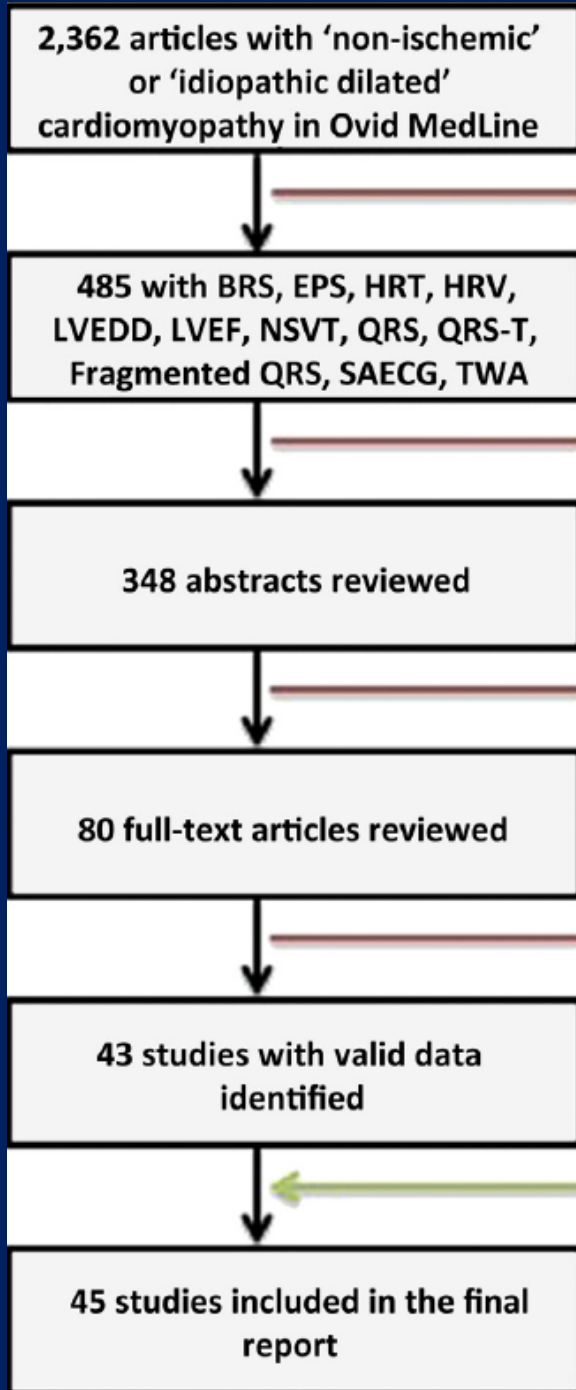 2,362 articles with ‘non-ischemic’
or ‘idiopathic dilated’
cardiomyopathy in Ovid MedLine
485 with BRS, EPS, HRT, HRV,
LVEDD, LVEF, NSVT, QRS, QRS-T,
Fragmented QRS, SAECG, TWA
348 abstracts reviewed
80 full-text articles reviewed
43 studies with valid data
identified
45 studies included in the final
report